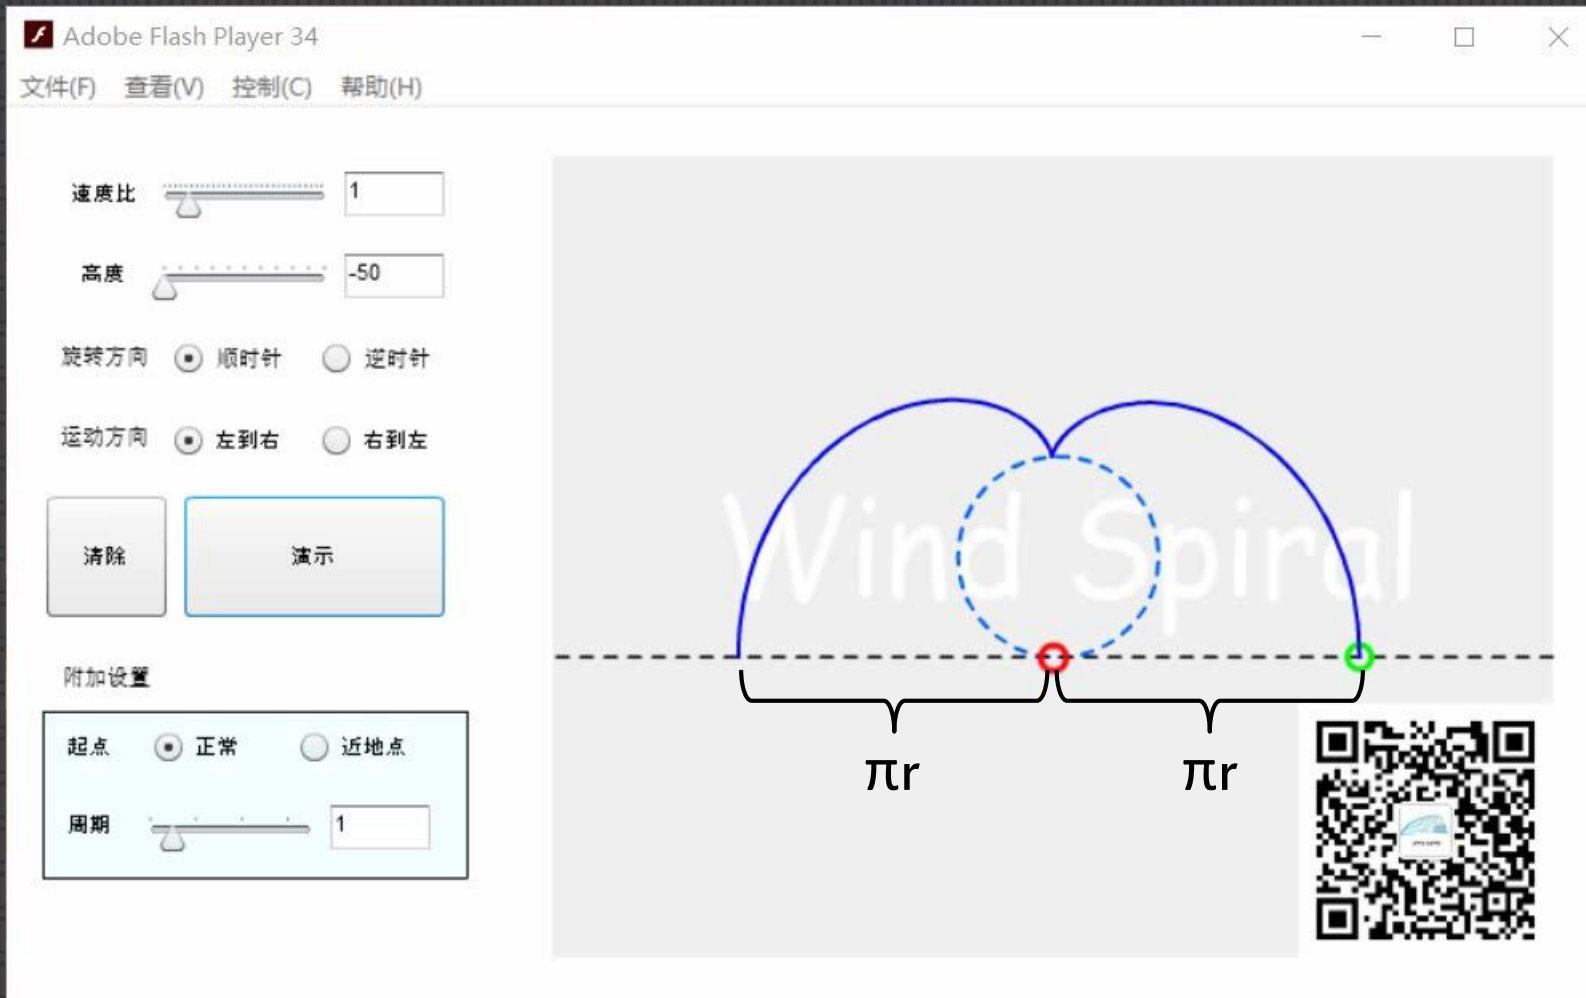 Adobe Flash Player 34
文件(F) 查看(V) 控制(C) 帮助(H)
速度比 1
高度 -50
旋转方向 顺时针 逆时针
运动方向 左到右 右到左
清除 演示
Wind Spiral
πr πr
附加设置
起点 正常 近地点
周期 1